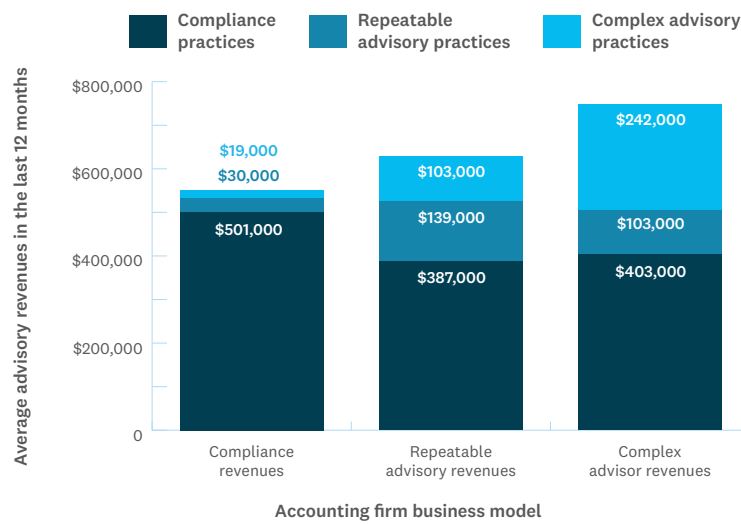 Compliance
practices
Repeatable
advisory practices
Complex advisory
practices
Average advisory revenues in the last 12 months
$800,000
$600,000
$400,000
$200,000
0
$19,000
$30,000
$501,000
$103,000
$139,000
$387,000
$242,000
$103,000
$403,000
Compliance
revenues
Repeatable
advisory revenues
Complex
advisor revenues
Accounting firm business model